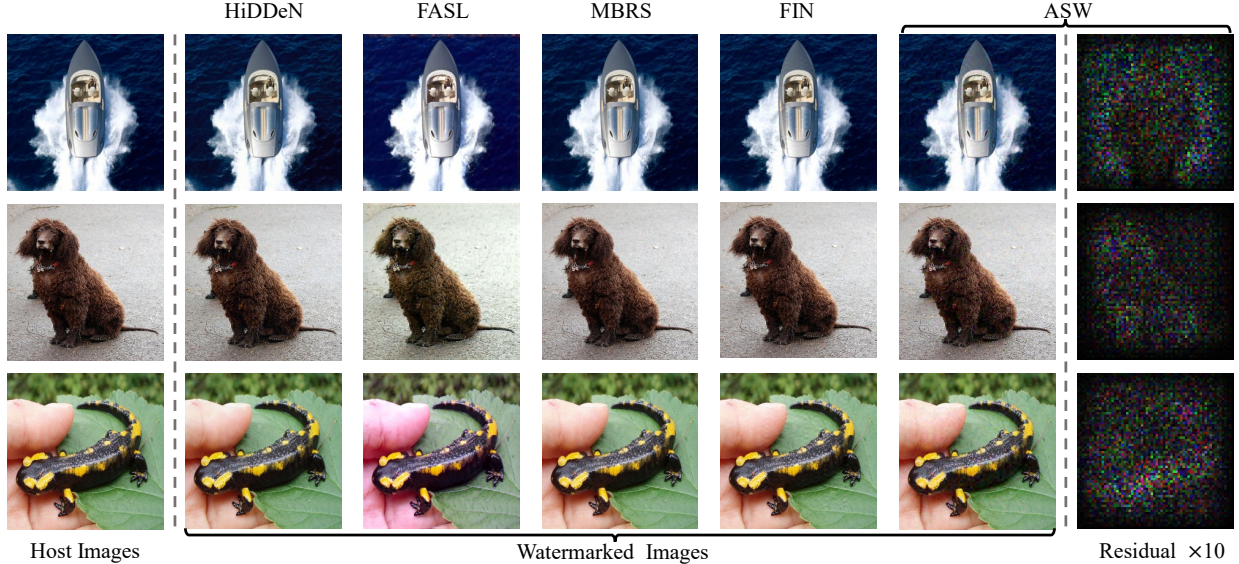 HiDDeN FASL MBRS FIN ASW
Host Images Watermarked Images Residual ×10